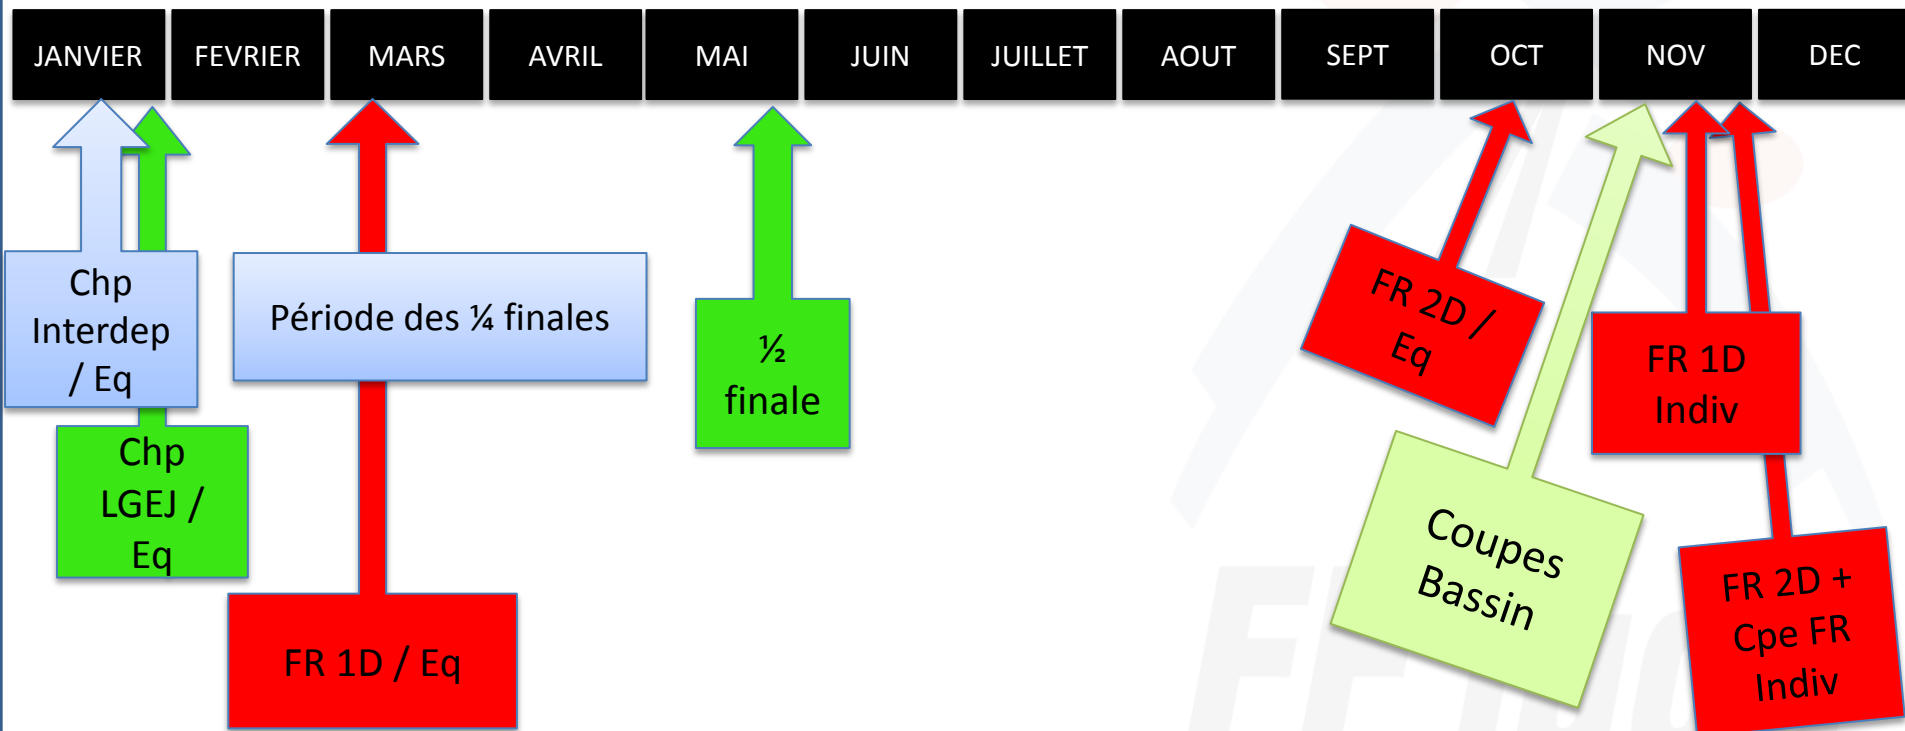 JANVIER FEVRIER MARS AVRIL MAI JUIN JUILLET AOUT SEPT OCT NOV DEC
Chp
Interdep
/ Eq
Chp
LGEJ /
Eq
Période des ¼ finales
FR 1D / Eq
½
finale
FR 2D /
Eq
Coupes
Bassin
FR 1D
Indiv
FR 2D +
Cpe FR
Indiv